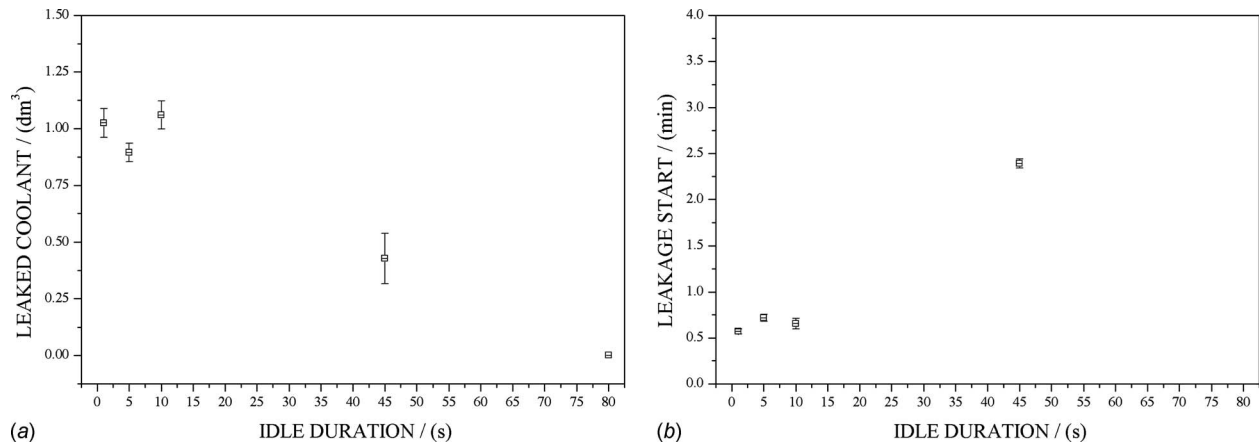 1.50
1.25
1.00
0.75
0.50
0.25
0.00
LEAKED COOLANT / (dm³)
0 5 10 15 20 25 30 35 40 45 50 55 60 65 70 75 80
IDLE DURATION / (s)
(a)
4.0
3.5
3.0
2.5
2.0
1.5
1.0
0.5
0.0
LEAKAGE START / (min)
0 5 10 15 20 25 30 35 40 45 50 55 60 65 70 75 80
IDLE DURATION / (s)
(b)